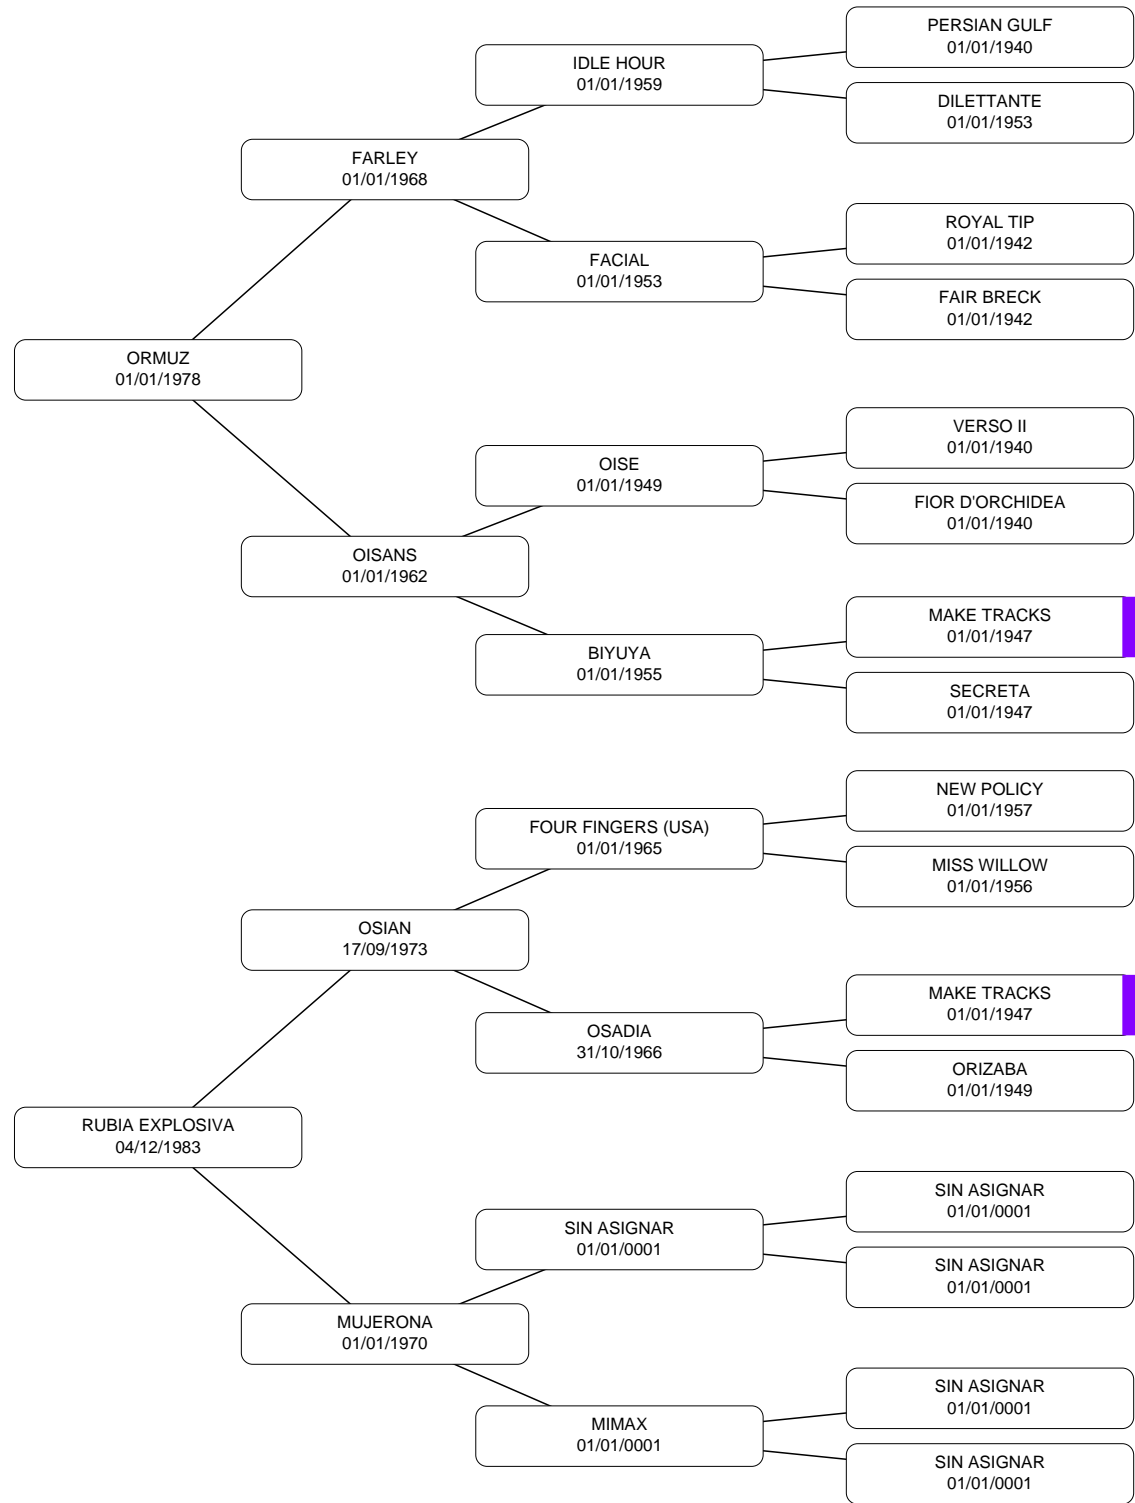 PERSIAN GULF
01/01/1940
IDLE HOUR
01/01/1959
DILETTANTE
01/01/1953
FARLEY
01/01/1968
ROYAL TIP
01/01/1942
FACIAL
01/01/1953
FAIR BRECK
01/01/1942
ORMUZ
01/01/1978
VERSO II
01/01/1940
OISE
01/01/1949
FIOR D'ORCHIDEA
01/01/1940
OISANS
01/01/1962
MAKE TRACKS
01/01/1947
BIYUYA
01/01/1955
SECRETA
01/01/1947
NEW POLICY
01/01/1957
FOUR FINGERS (USA)
01/01/1965
MISS WILLOW
01/01/1956
OSIAN
17/09/1973
MAKE TRACKS
01/01/1947
OSADIA
31/10/1966
ORIZABA
01/01/1949
RUBIA EXPLOSIVA
04/12/1983
SIN ASIGNAR
01/01/0001
SIN ASIGNAR
01/01/0001
SIN ASIGNAR
01/01/0001
MUJERONA
01/01/1970
SIN ASIGNAR
01/01/0001
MIMAX
01/01/0001
SIN ASIGNAR
01/01/0001